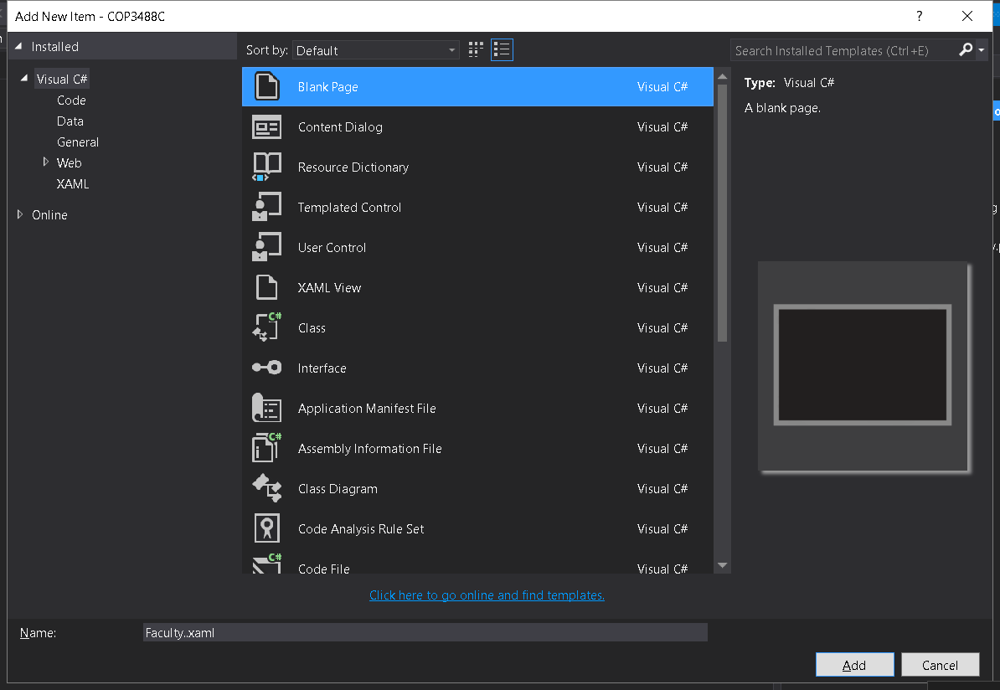 Add New Item - COP3488C
?
Installed
Sort by: Default
Search Installed Templates (Ctrl+E)
Visual C#
Code
Data
General
Web
XAML
Online
Blank Page Visual C#
Content Dialog Visual C#
Resource Dictionary Visual C#
Templated Control Visual C#
User Control Visual C#
XAML View Visual C#
C# Class Visual C#
Interface Visual C#
Application Manifest File Visual C#
C# Assembly Information File Visual C#
Class Diagram Visual C#
Code Analysis Rule Set Visual C#
C# Code File Visual C#
Type: Visual C#
A blank page.
Click here to go online and find templates.
Name: Faculty..xaml
Add Cancel